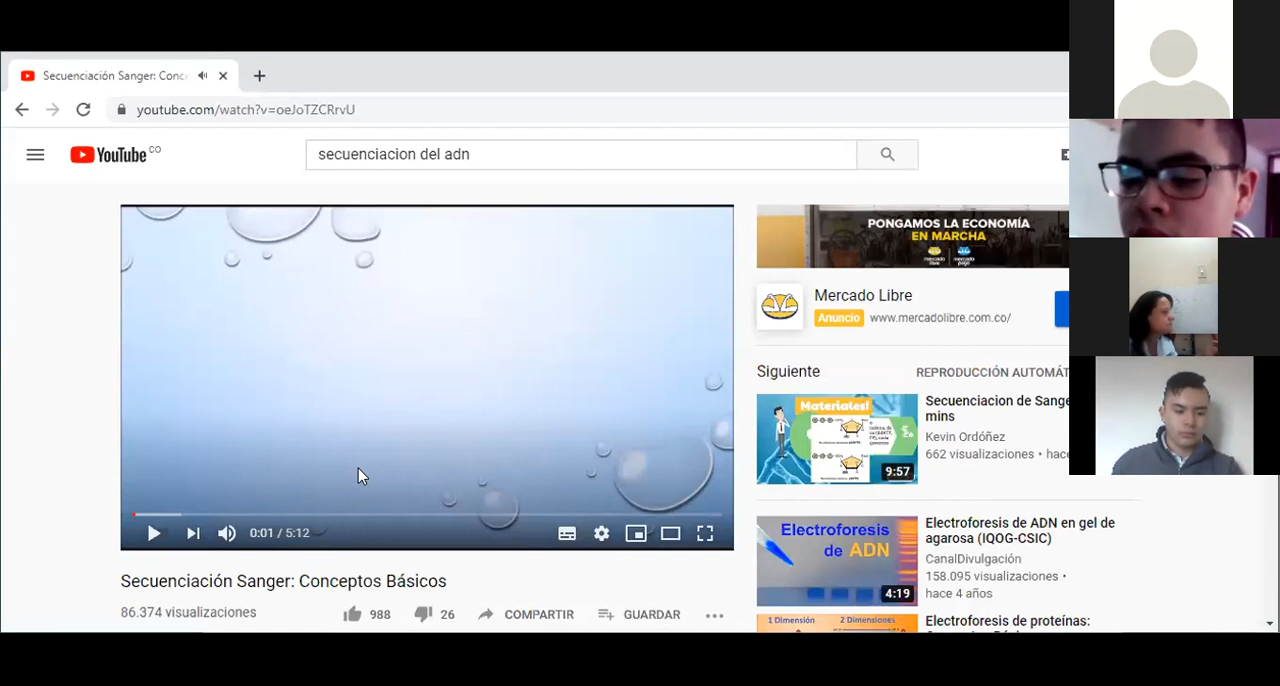 Secuenciación Sanger: Conc
youtube.com/watch?v=oeJoTZCRrvU
YouTube CO
secuenciacion del adn
PONGAMOS LA ECONOMÍA
EN MARCHA
mercado libre
mercado pago
Mercado Libre
Anuncio www.mercadolibre.com.co/
Siguiente
REPRODUCCIÓN AUTOMÁT
Materiales!
9:57
Secuenciacion de Sange
mins
Kevin Ordóñez
662 visualizaciones • hace
Electroforesis
de ADN
4:19
Electroforesis de ADN en gel de
agarosa (IQOG-CSIC)
CanalDivulgación
158.095 visualizaciones •
hace 4 años
1 Dimensión 2 Dimensiones
Electroforesis de proteínas:
0:01 / 5:12
Secuenciación Sanger: Conceptos Básicos
86.374 visualizaciones
988
26
COMPARTIR
GUARDAR